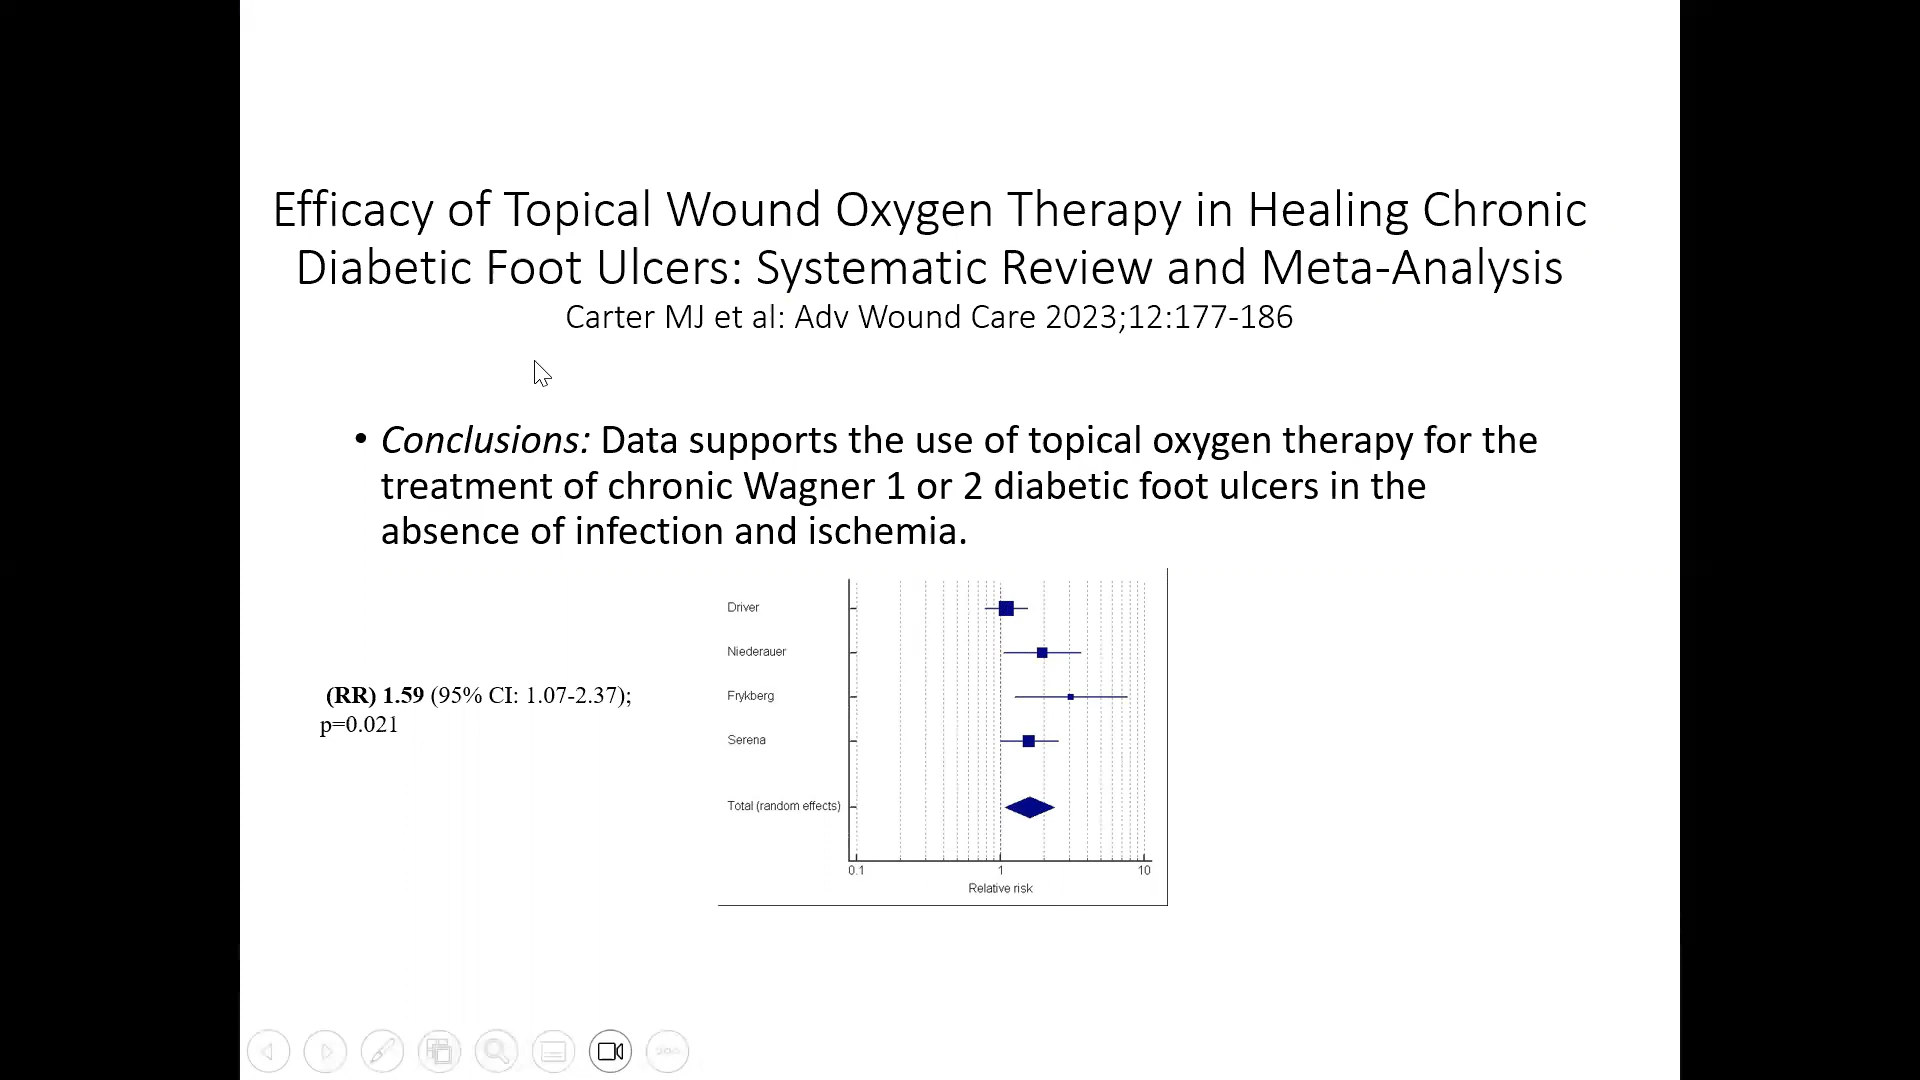 Efficacy of Topical Wound Oxygen Therapy in Healing Chronic
Diabetic Foot Ulcers: Systematic Review and Meta-Analysis
Carter MJ et al: Adv Wound Care 2023;12:177-186
• Conclusions: Data supports the use of topical oxygen therapy for the
treatment of chronic Wagner 1 or 2 diabetic foot ulcers in the
absence of infection and ischemia.
(RR) 1.59 (95% CI: 1.07-2.37);
p=0.021
Driver
Niederauer
Frykberg
Serena
Total (random effects)
0.1 1 10
Relative risk